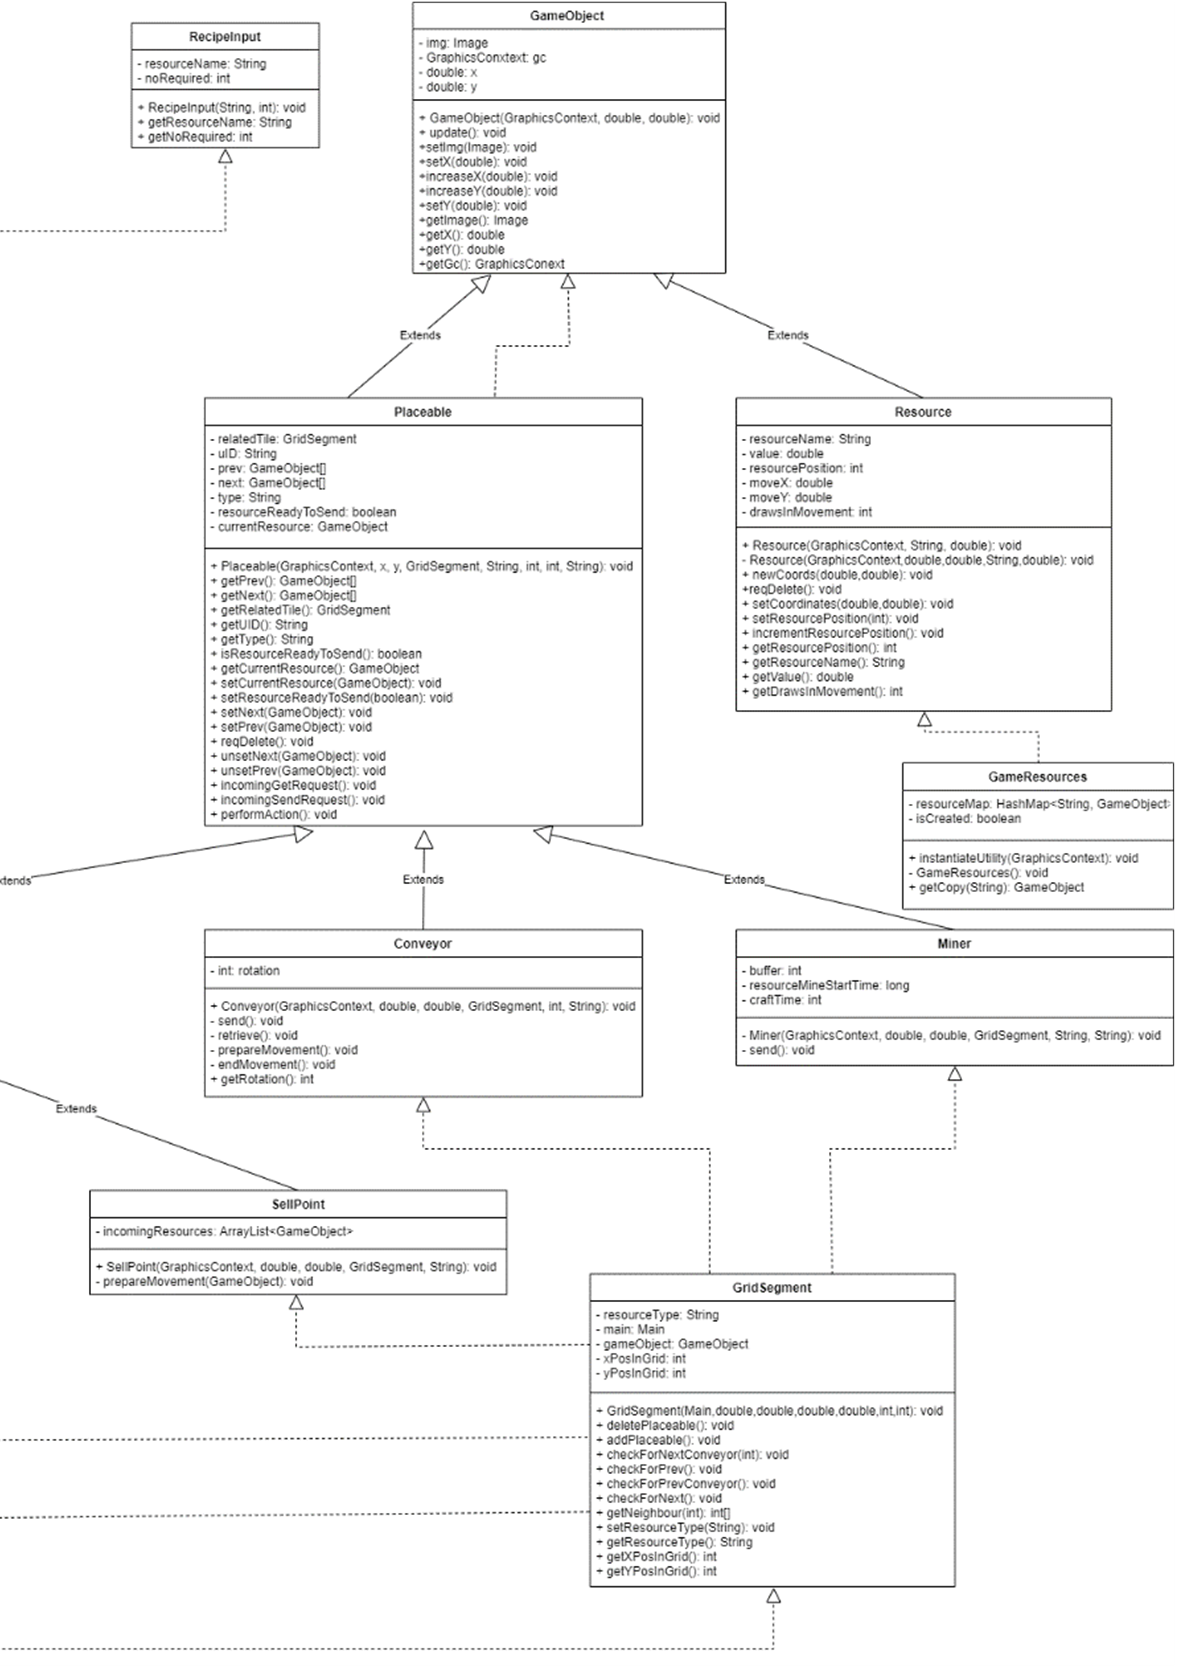 GameObject
- img: Image
- GraphicsConxtext: gc
- double: x
- double: y
+ GameObject(GraphicsContext, double, double): void
+ update(): void
+setImg(Image): void
+setX(double): void
+increaseX(double): void
+increaseY(double): void
+setY(double): void
+getImage(): Image
+getX(): double
+getY(): double
+getGc(): GraphicsConext
RecipeInput
- resourceName: String
- noRequired: int
+ RecipeInput(String, int): void
+ getResourceName: String
+ getNoRequired: int
Extends
Extends
Placeable
- relatedTile: GridSegment
- uID: String
- prev: GameObject[]
- next: GameObject[]
- type: String
- resourceReadyToSend: boolean
- currentResource: GameObject
+ Placeable(GraphicsContext, x, y, GridSegment, String, int, int, String): void
+ getPrev(): GameObject[]
+ getNext(): GameObject[]
+ getRelatedTile(): GridSegment
+ getUID(): String
+ getType(): String
+ isResourceReadyToSend(): boolean
+ getCurrentResource(): GameObject
+ setCurrentResource(GameObject): void
+ setResourceReadyToSend(boolean): void
+ setNext(GameObject): void
+ setPrev(GameObject): void
+ reqDelete(): void
+ unsetNext(GameObject): void
+ unsetPrev(GameObject): void
+ incomingGetRequest(): void
+ incomingSendRequest(): void
+ performAction(): void
Resource
- resourceName: String
- value: double
- resourcePosition: int
- moveX: double
- moveY: double
- drawsInMovement: int
+ Resource(GraphicsContext, String, double): void
- Resource(GraphicsContext,double,double,String,double): void
+ newCoords(double,double): void
+reqDelete(): void
+ setCoordinates(double,double): void
+ setResourcePosition(int): void
+ incrementResourcePosition(): void
+ getResourcePosition(): int
+ getResourceName(): String
+ getValue(): double
+ getDrawsInMovement(): int
GameResources
- resourceMap: HashMap<String, GameObject>
- isCreated: boolean
+ instantiateUtility(GraphicsContext): void
- GameResources(): void
+ getCopy(String): GameObject
xtends
Extends
Extends
Conveyor
- int: rotation
+ Conveyor(GraphicsContext, double, double, GridSegment, int, String): void
- send(): void
- retrieve(): void
- prepareMovement(): void
- endMovement(): void
+ getRotation(): int
Miner
- buffer: int
- resourceMineStartTime: long
- craftTime: int
- Miner(GraphicsContext, double, double, GridSegment, String, String): void
- send(): void
Extends
SellPoint
- incomingResources: ArrayList<GameObject>
+ SellPoint(GraphicsContext, double, double, GridSegment, String): void
- prepareMovement(GameObject): void
GridSegment
- resourceType: String
- main: Main
- gameObject: GameObject
- xPosInGrid: int
- yPosInGrid: int
+ GridSegment(Main,double,double,double,double,int,int): void
+ deletePlaceable(): void
+ addPlaceable(): void
+ checkForNextConveyor(int): void
+ checkForPrev(): void
+ checkForPrevConveyor(): void
+ checkForNext(): void
+ getNeighbour(int): int[]
+ setResourceType(String): void
+ getResourceType(): String
+ getXPosInGrid(): int
+ getYPosInGrid(): int